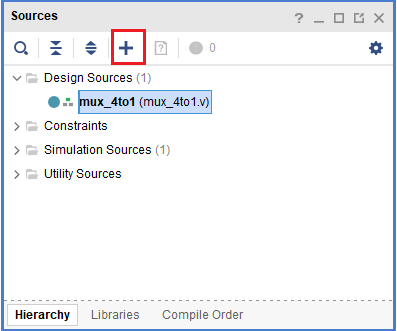 Sources
0
Design Sources (1)
mux_4to1 (mux_4to1.v)
Constraints
Simulation Sources (1)
Utility Sources
Hierarchy Libraries Compile Order